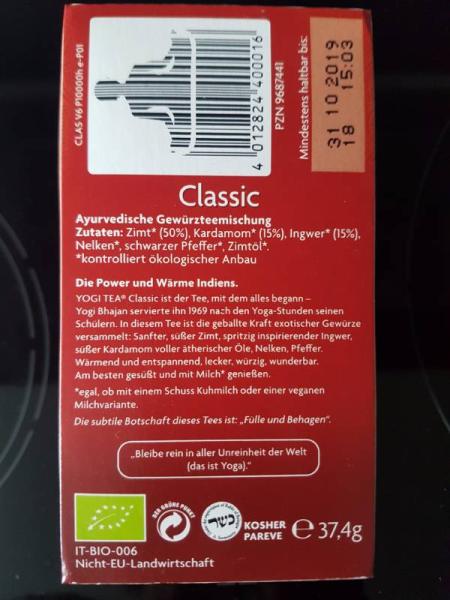 CLAS V6 P10000h e-P01
4 012824 400016
PZN 9687441
Mindestens haltbar bis:
31 10 2019
18 15:03
Classic
Ayurvedische Gewürzteemischung
Zutaten: Zimt* (50%), Kardamom* (15%), Ingwer* (15%),
Nelken*, schwarzer Pfeffer*, Zimtöl*.
*kontrolliert ökologischer Anbau
Die Power und Wärme Indiens.
YOGI TEA® Classic ist der Tee, mit dem alles begann –
Yogi Bhajan servierte ihn 1969 nach den Yoga-Stunden seinen
Schülern. In diesem Tee ist die geballte Kraft exotischer Gewürze
versammelt: Sanfter, süßer Zimt, spritzig inspirierender Ingwer,
süßer Kardamom voller ätherischer Öle, Nelken, Pfeffer.
Wärmend und entspannend, lecker, würzig, wunderbar.
Am besten gesüßt und mit Milch* genießen.
*egal, ob mit einem Schuss Kuhmilch oder einer veganen
Milchvariante.
Die subtile Botschaft dieses Tees ist: „Fülle und Behagen".
„Bleibe rein in aller Unreinheit der Welt
(das ist Yoga)."
DER GRÜNE PUNKT
כשר
KOSHER
PAREVE
℮ 37,4g
IT-BIO-006
Nicht-EU-Landwirtschaft